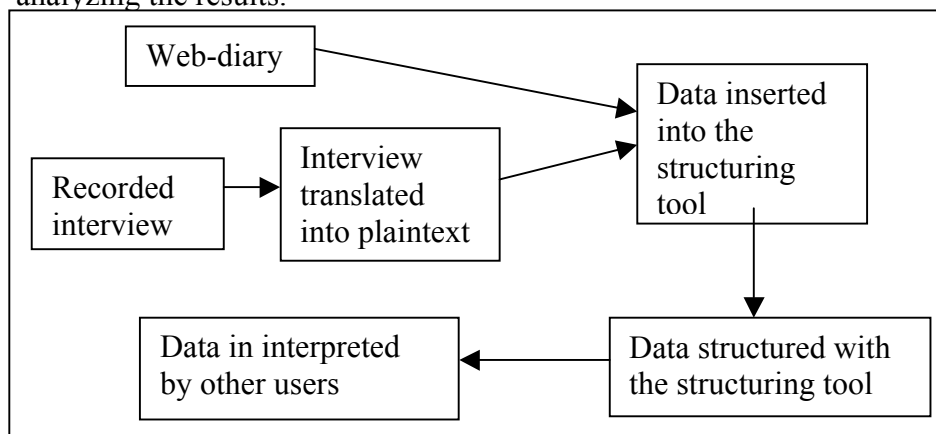 analyzing the results.
Web-diary
Data inserted
into the
structuring
tool
Recorded
interview
Interview
translated
into plaintext
Data in interpreted
by other users
Data structured with
the structuring tool